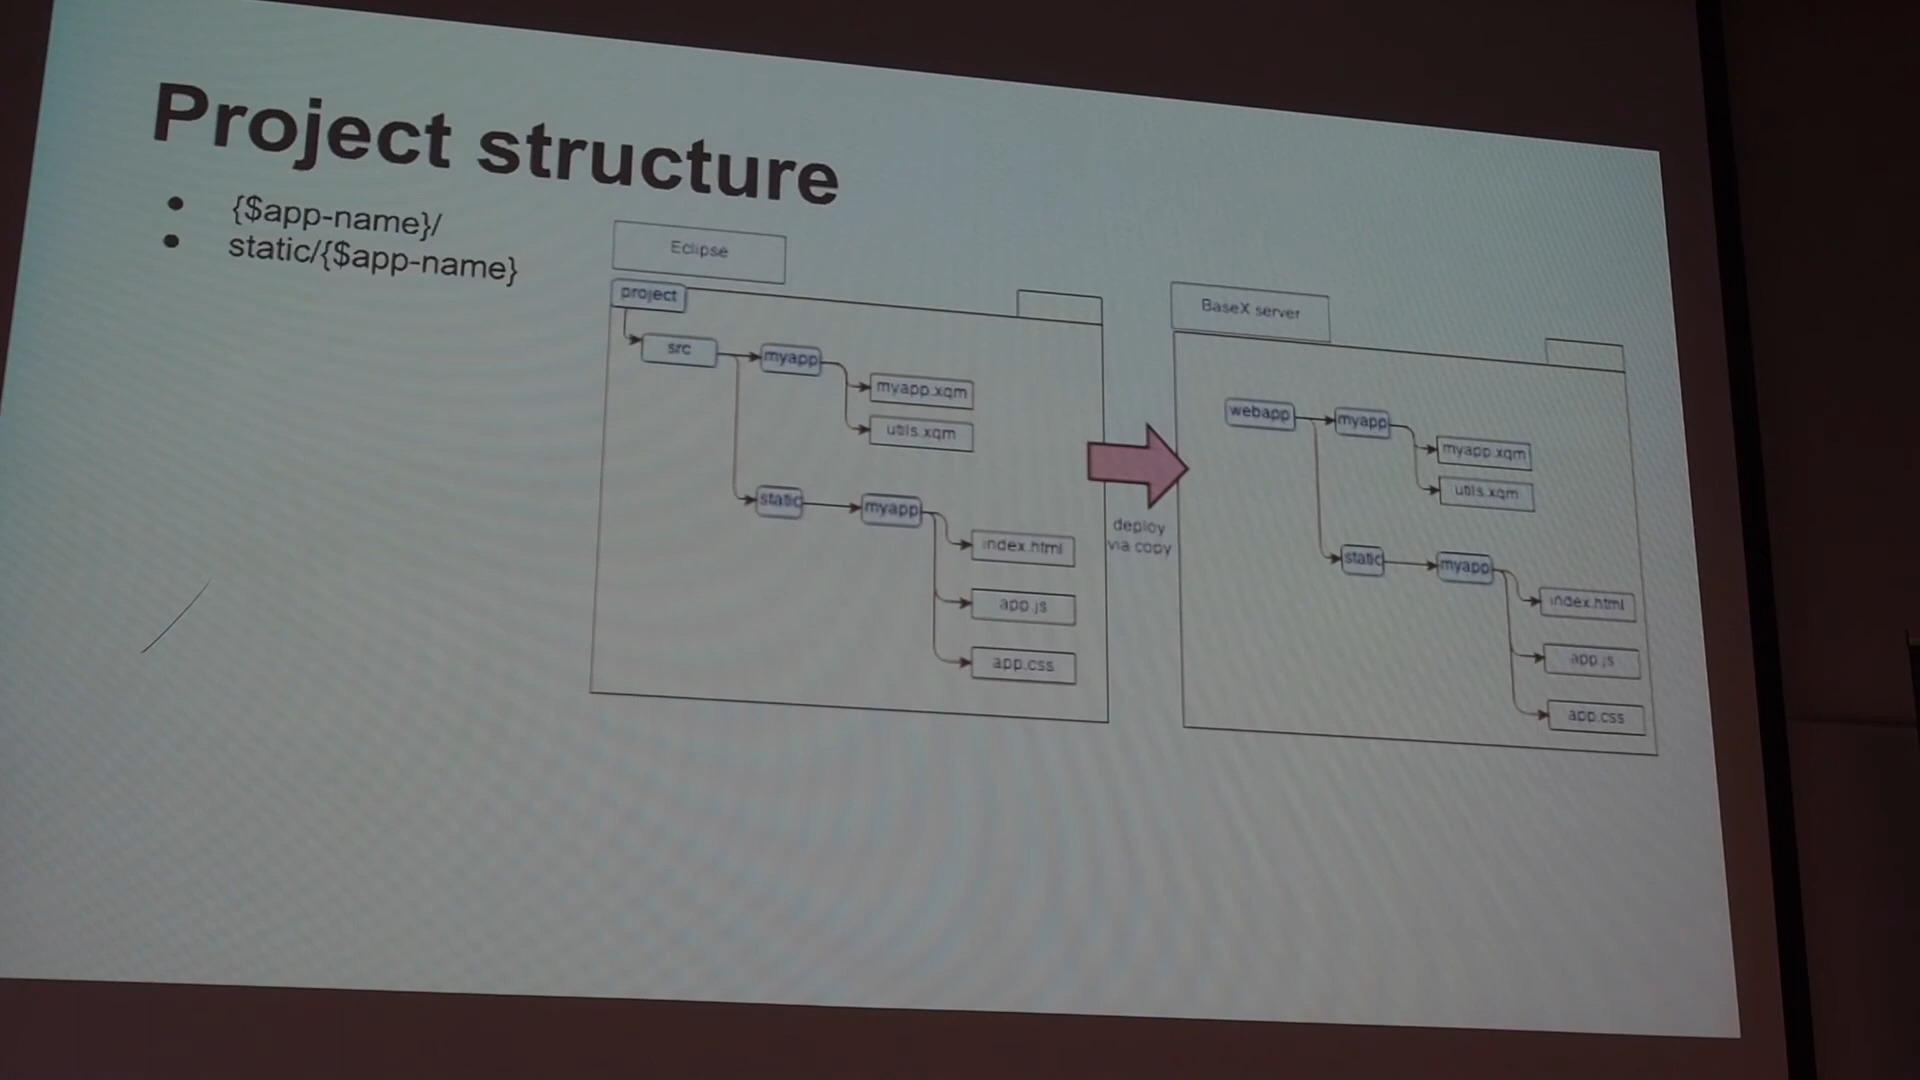 Project structure
{$app-name}/
static/{$app-name}
Eclipse
project
src
myapp
myapp.xqm
utils.xqm
static
myapp
index.html
app.js
app.css
deploy
via copy
BaseX server
webapp
myapp
myapp.xqm
utils.xqm
static
myapp
index.html
app.js
app.css